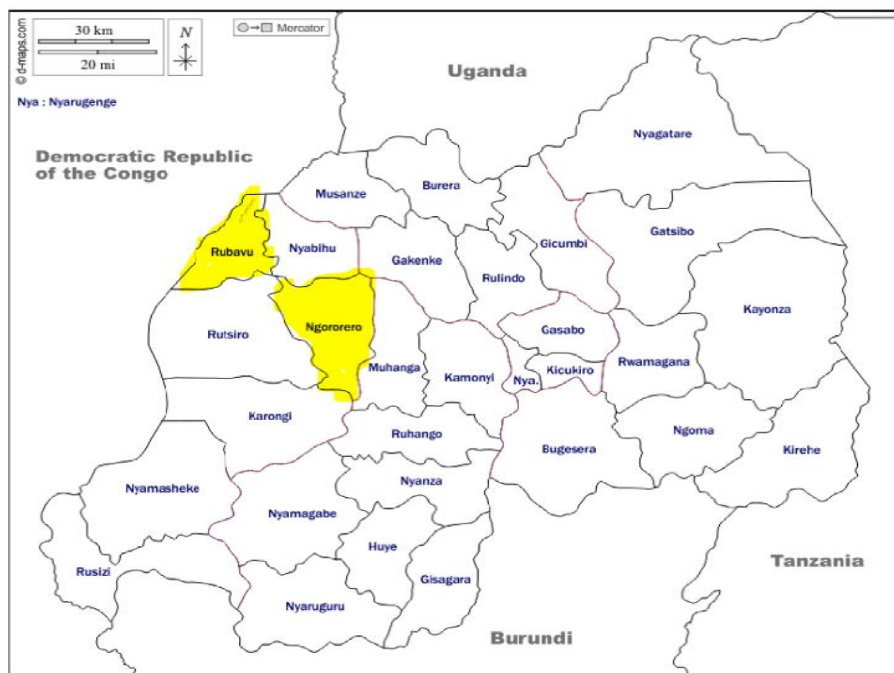 30 km
20 mi
N
Mercator
© d-maps.com
Nya : Nyarugenge
Uganda
Democratic Republic
of the Congo
Nyagatare
Musanze
Burera
Rubavu
Nyabihu
Gakenke
Rulindo
Gicumbi
Gatsibo
Kayonza
Rutsiro
Ngororero
Muhanga
Kamonyi
Gasabo
Nya.
Kicukiro
Rwamagana
Karongi
Ruhango
Bugesera
Ngoma
Kirehe
Nyamasheke
Nyanza
Nyamagabe
Huye
Rusizi
Gisagara
Nyaruguru
Tanzania
Burundi